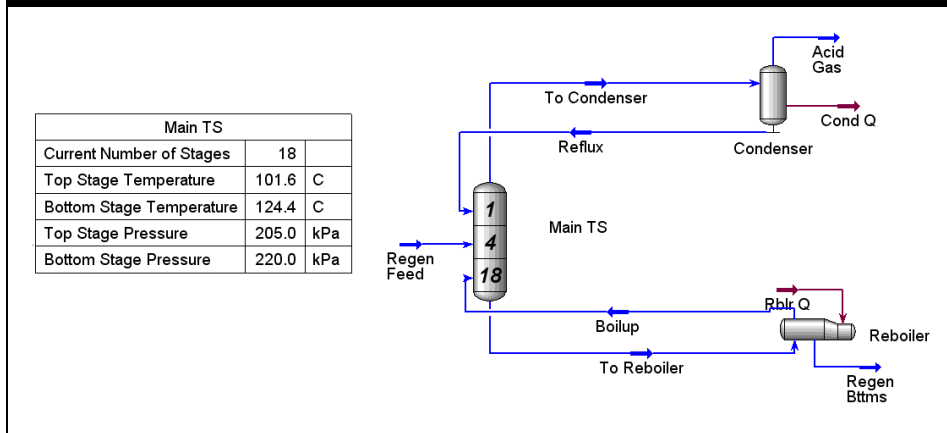 Main TS
Current Number of Stages 18
Top Stage Temperature 101.6 C
Bottom Stage Temperature 124.4 C
Top Stage Pressure 205.0 kPa
Bottom Stage Pressure 220.0 kPa
Acid
Gas
To Condenser
Cond Q
Reflux
Condenser
1
4
18
Main TS
Regen
Feed
Rblr Q
Boilup
Reboiler
To Reboiler
Regen
Bttms